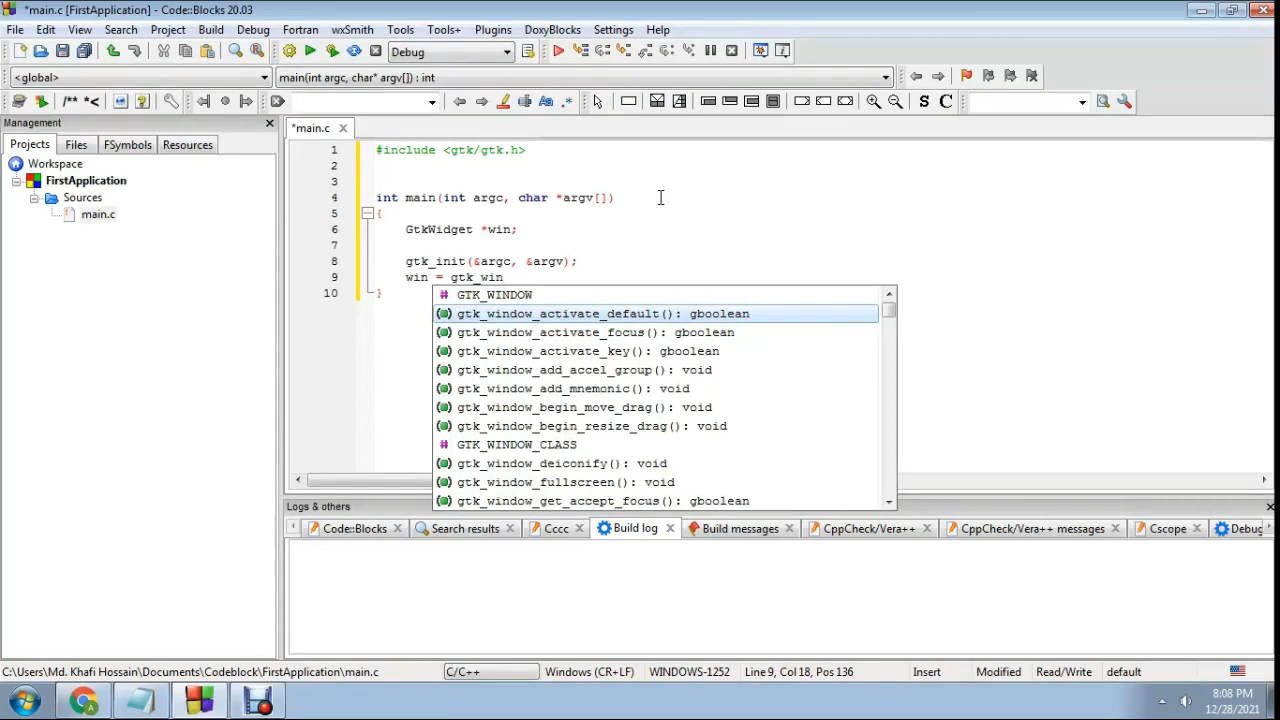 *main.c [FirstApplication] - Code::Blocks 20.03
File Edit View Search Project Build Debug Fortran wxSmith Tools Tools+ Plugins DoxyBlocks Settings Help
Debug
<global> main(int argc, char* argv[]) : int
/** *< S C
Management
*main.c
Projects Files FSymbols Resources
Workspace
FirstApplication
Sources
main.c
1 #include <gtk/gtk.h>
2
3
4 int main(int argc, char *argv[])
5 {
6 GtkWidget *win;
7
8 gtk_init(&argc, &argv);
9 win = gtk_win
10 }
# GTK_WINDOW
gtk_window_activate_default(): gboolean
gtk_window_activate_focus(): gboolean
gtk_window_activate_key(): gboolean
gtk_window_add_accel_group(): void
gtk_window_add_mnemonic(): void
gtk_window_begin_move_drag(): void
gtk_window_begin_resize_drag(): void
# GTK_WINDOW_CLASS
gtk_window_deiconify(): void
gtk_window_fullscreen(): void
gtk_window_get_accept_focus(): gboolean
Logs & others
Code::Blocks Search results Cccc Build log Build messages CppCheck/Vera++ CppCheck/Vera++ messages Cscope Debug
C:\Users\Md. Khafi Hossain\Documents\Codeblock\FirstApplication\main.c C/C++ Windows (CR+LF) WINDOWS-1252 Line 9, Col 18, Pos 136 Insert Modified Read/Write default
8:08 PM
12/28/2021